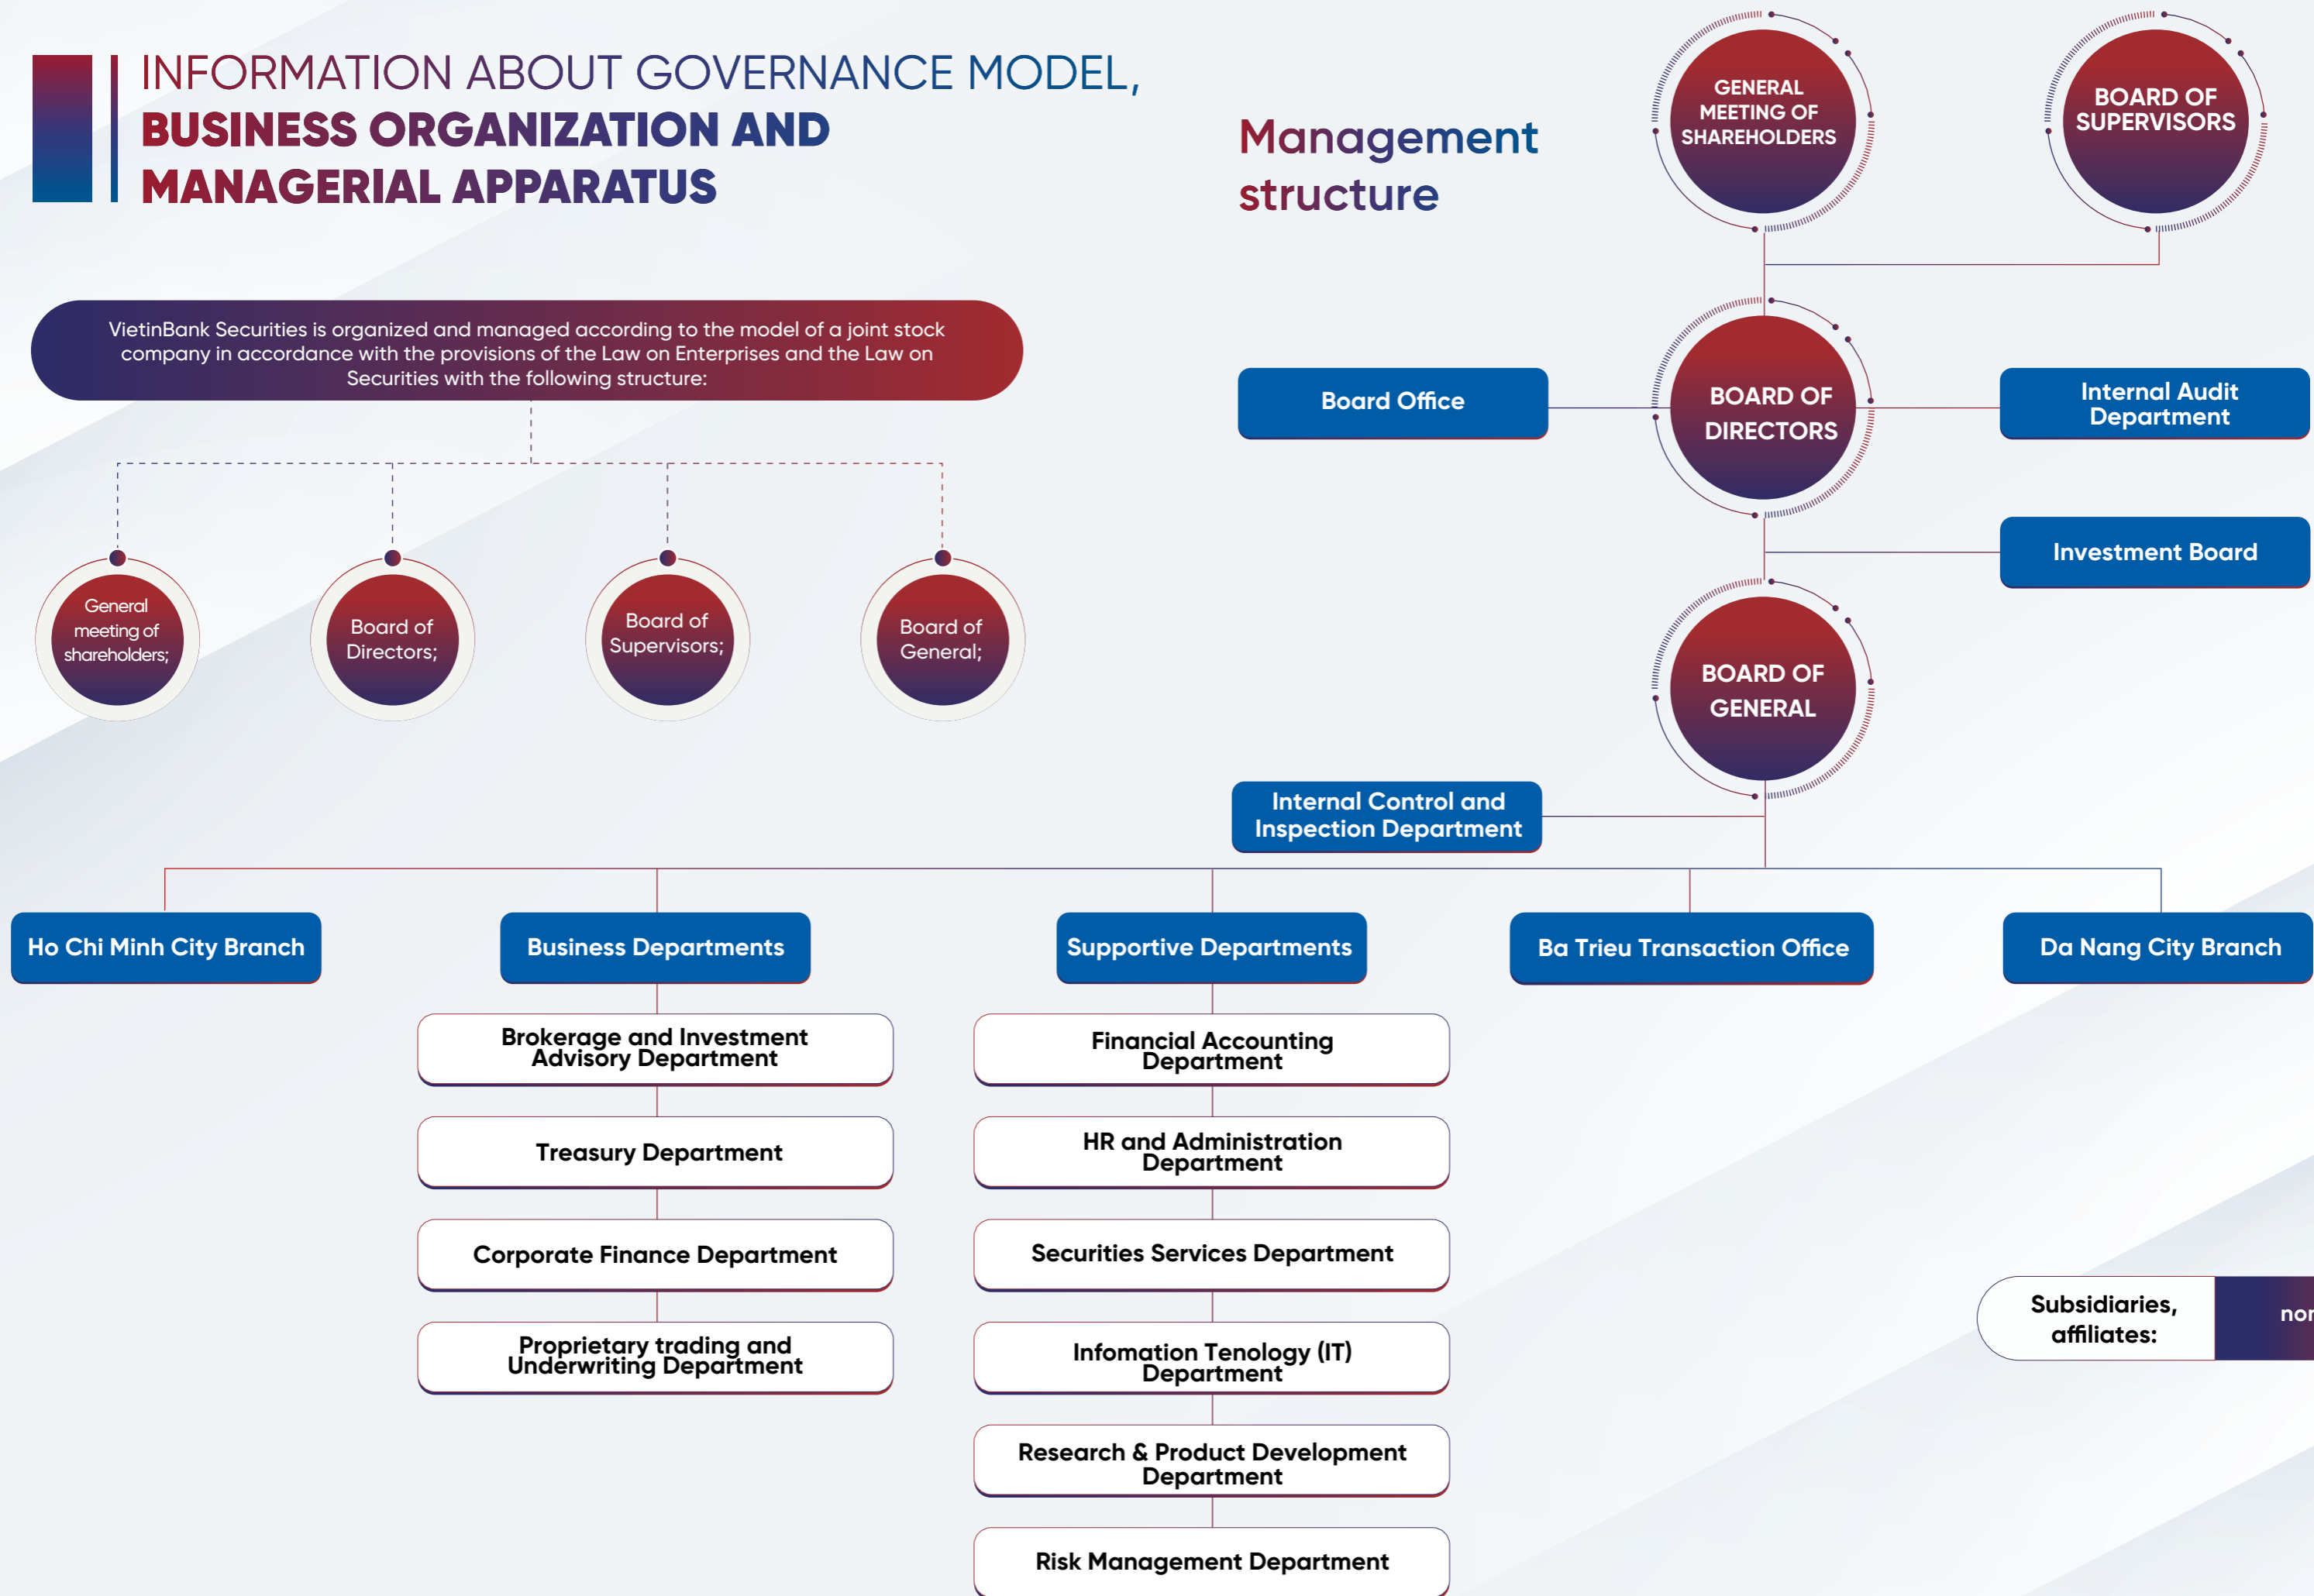 INFORMATION ABOUT GOVERNANCE MODEL,
BUSINESS ORGANIZATION AND
MANAGERIAL APPARATUS
VietinBank Securities is organized and managed according to the model of a joint stock
company in accordance with the provisions of the Law on Enterprises and the Law on
Securities with the following structure:
General
meeting of
shareholders;
Board of
Directors;
Board of
Supervisors;
Board of
General;
Management
structure
GENERAL
MEETING OF
SHAREHOLDERS
BOARD OF
SUPERVISORS
Board Office
BOARD OF
DIRECTORS
Internal Audit
Department
Investment Board
BOARD OF
GENERAL
Internal Control and
Inspection Department
Ho Chi Minh City Branch
Business Departments
Supportive Departments
Ba Trieu Transaction Office
Da Nang City Branch
Brokerage and Investment
Advisory Department
Treasury Department
Corporate Finance Department
Proprietary trading and
Underwriting Department
Financial Accounting
Department
HR and Administration
Department
Securities Services Department
Infomation Tenology (IT)
Department
Research & Product Development
Department
Risk Management Department
Subsidiaries,
affiliates: